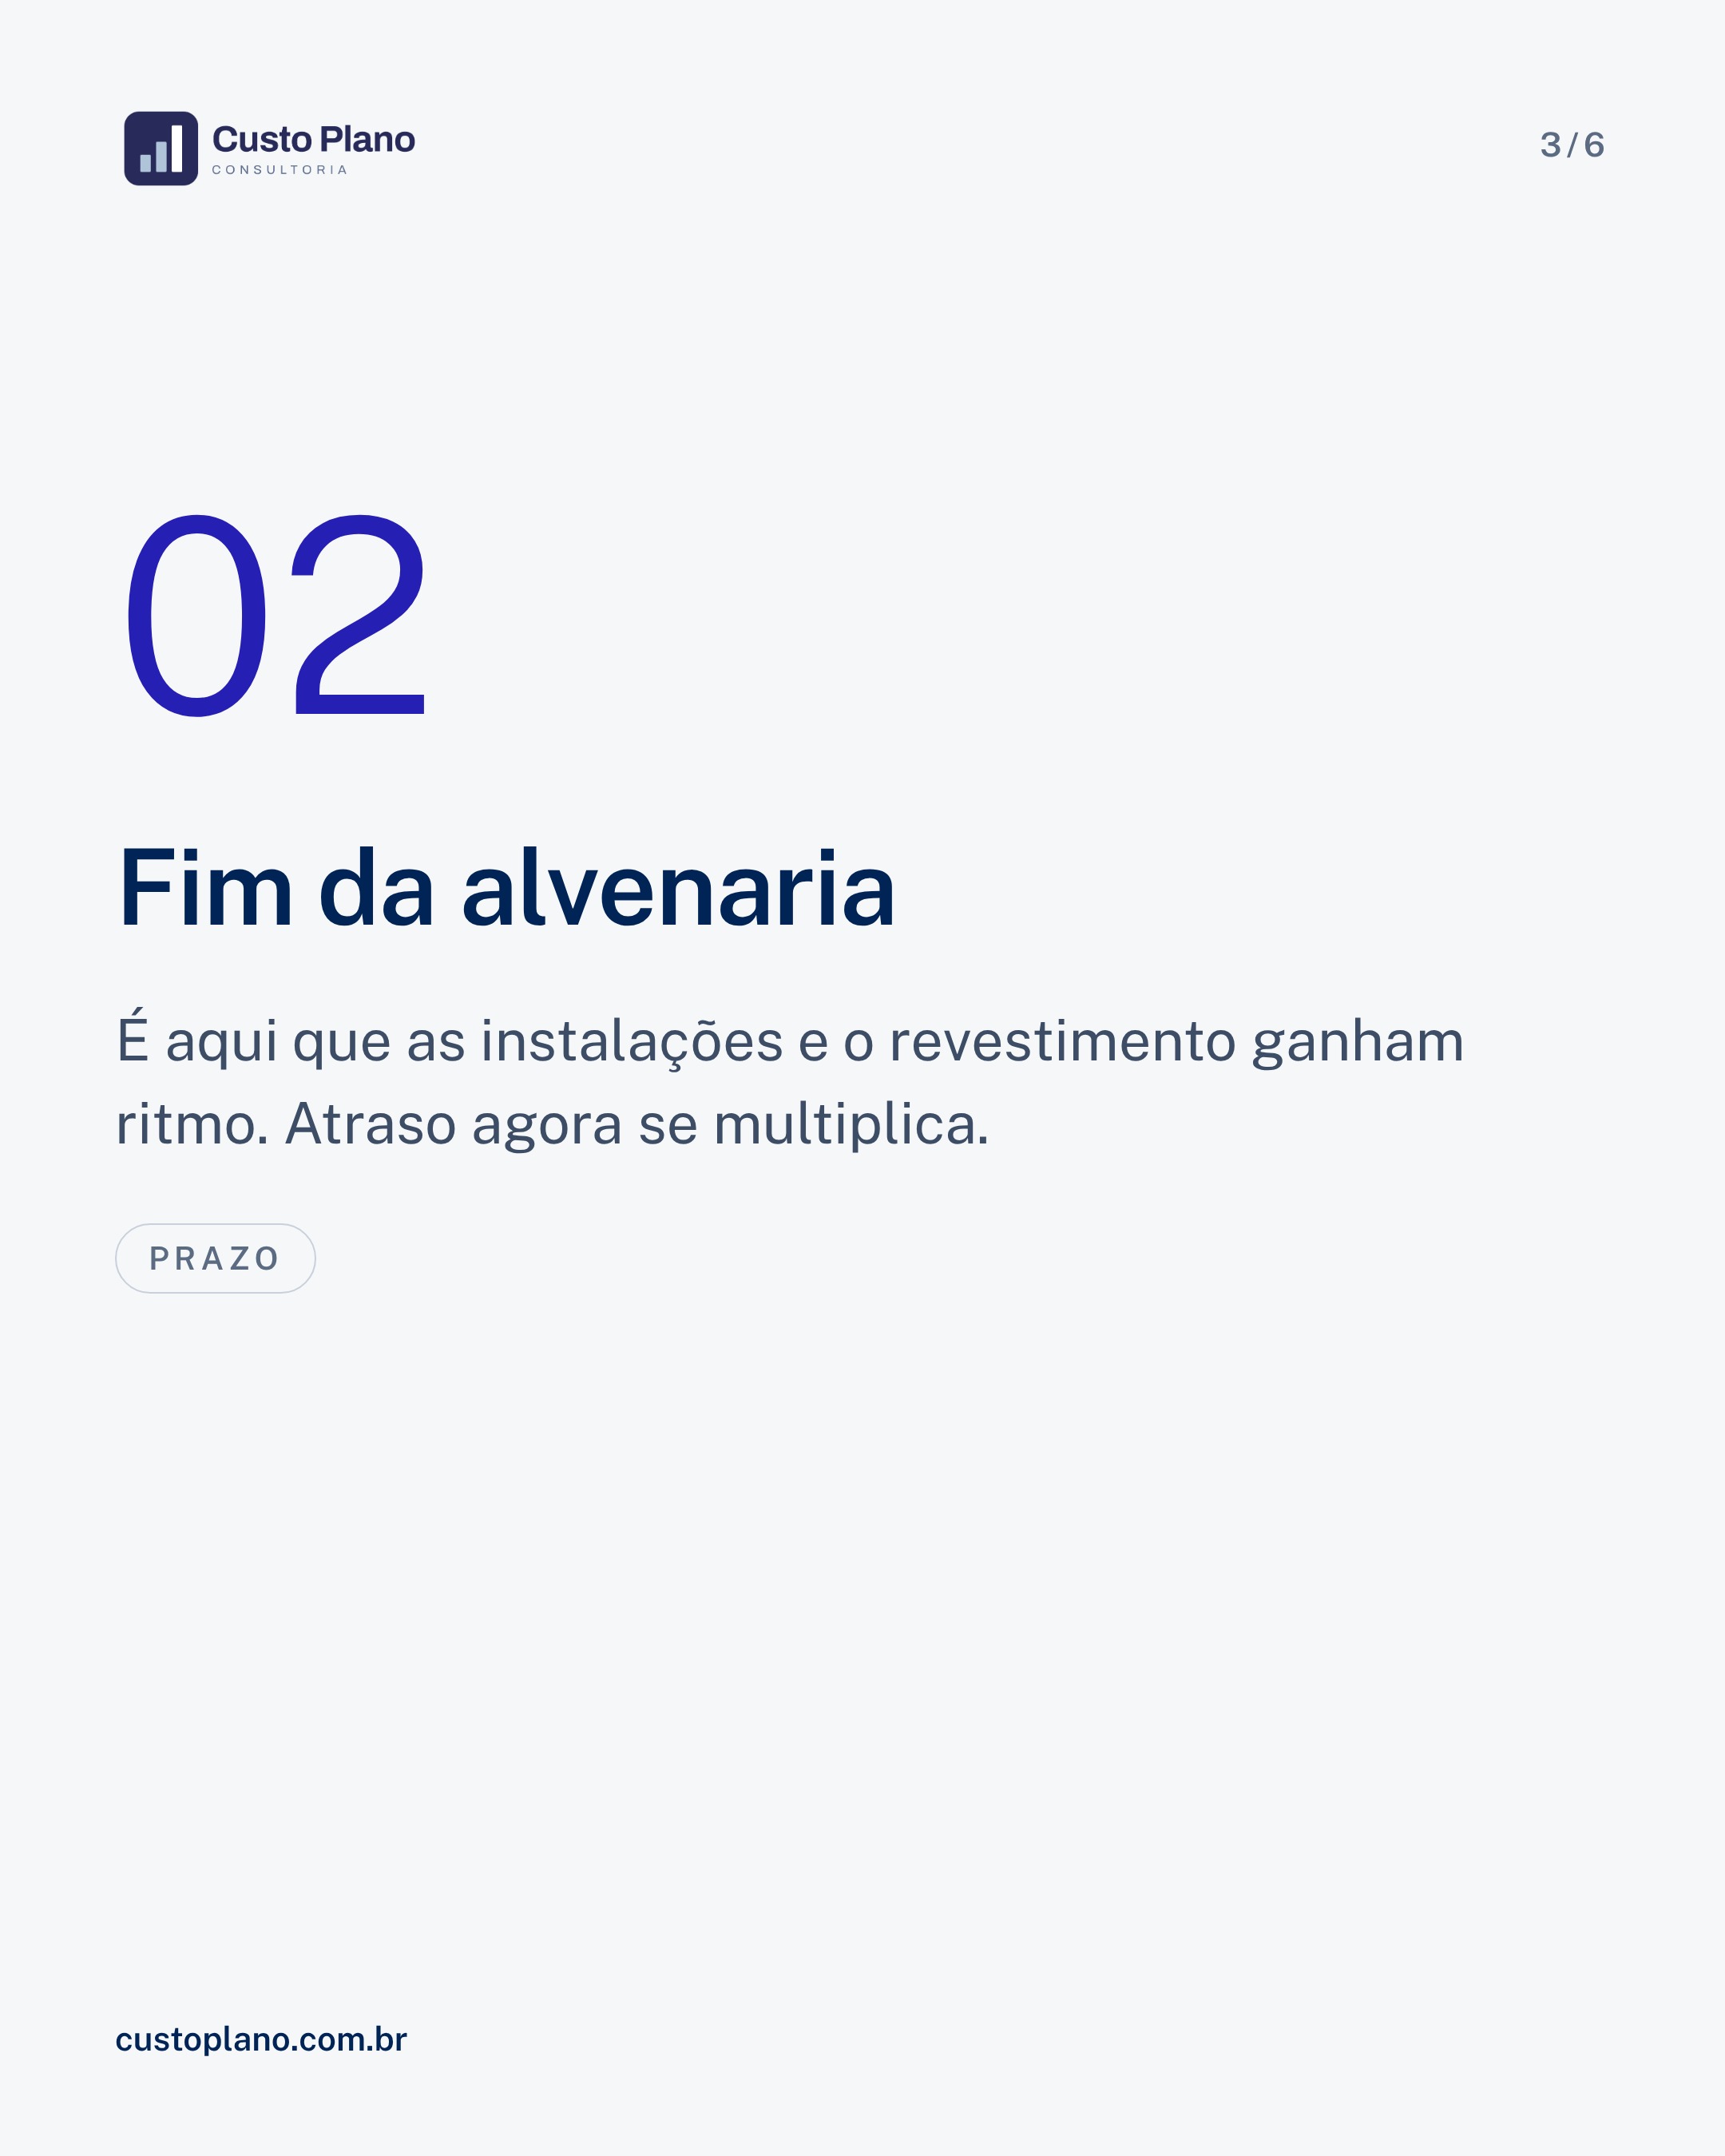 Custo Plano
CONSULTORIA
3/6
02
Fim da alvenaria
É aqui que as instalações e o revestimento ganham
ritmo. Atraso agora se multiplica.
PRAZO
custoplano.com.br